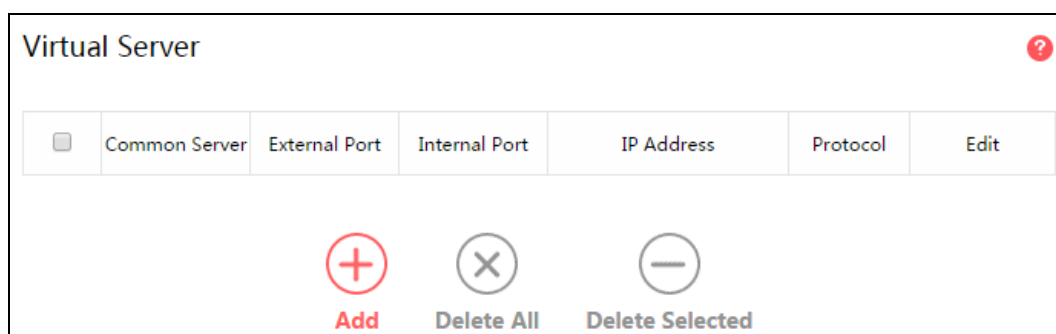 Virtual Server
?
Common Server External Port Internal Port IP Address Protocol Edit
Add Delete All Delete Selected